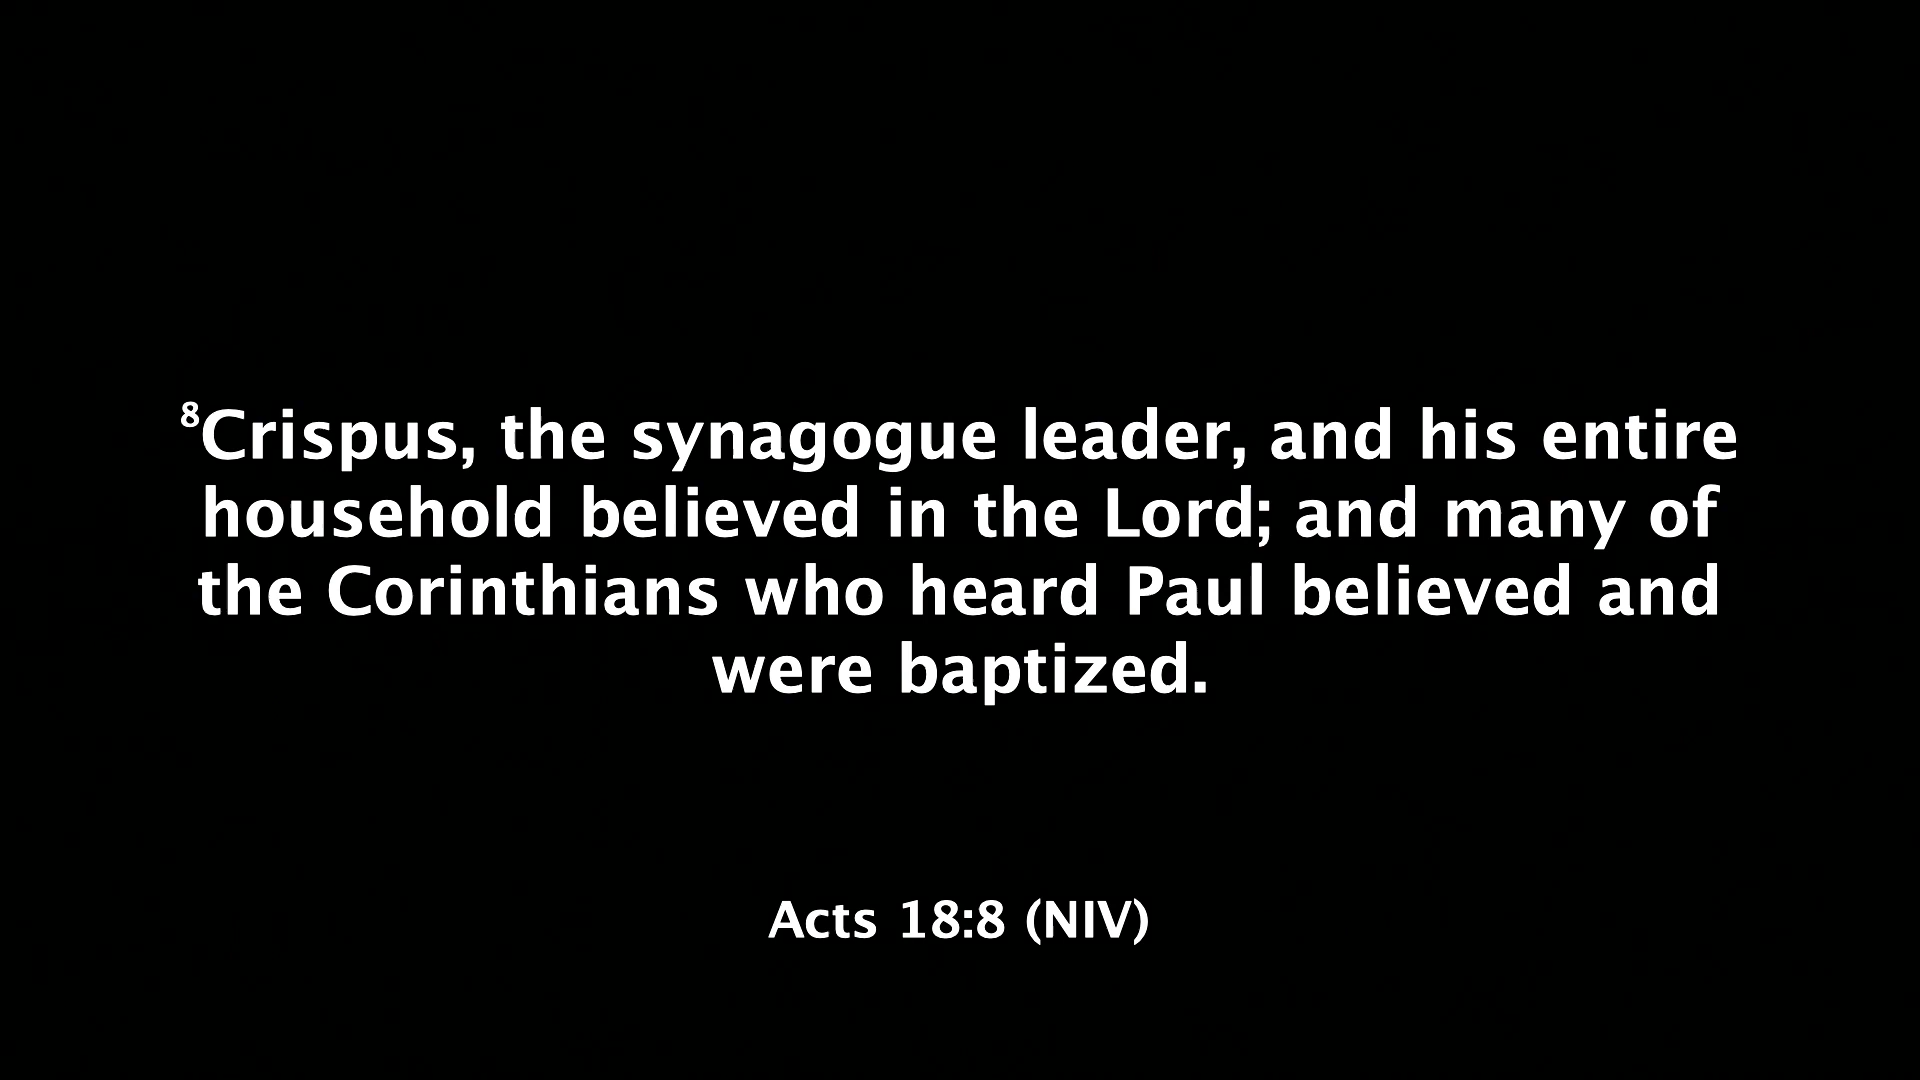 ⁸Crispus, the synagogue leader, and his entire
household believed in the Lord; and many of
the Corinthians who heard Paul believed and
were baptized.
Acts 18:8 (NIV)